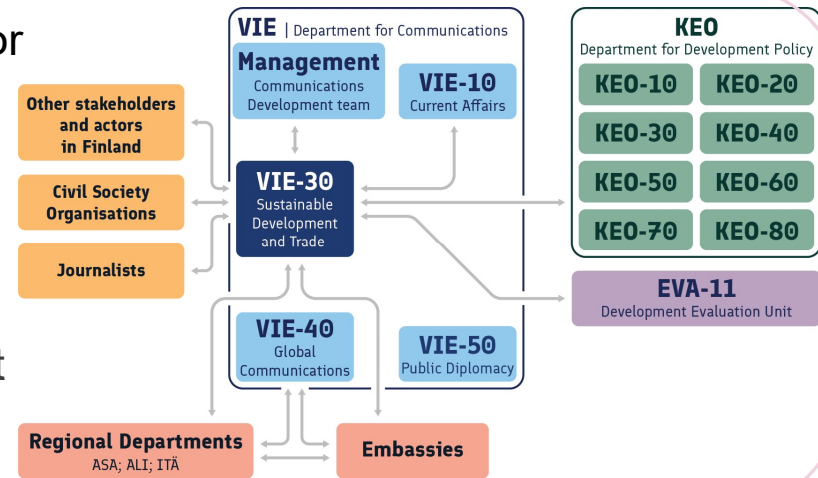 or
t
VIE | Department for Communications
Management
Communications
Development team
VIE-10
Current Affairs
VIE-30
Sustainable
Development
and Trade
VIE-40
Global
Communications
VIE-50
Public Diplomacy
Other stakeholders
and actors
in Finland
Civil Society
Organisations
Journalists
KEO
Department for Development Policy
KEO-10 KEO-20
KEO-30 KEO-40
KEO-50 KEO-60
KEO-70 KEO-80
EVA-11
Development Evaluation Unit
Regional Departments
ASA; ALI; ITÄ
Embassies